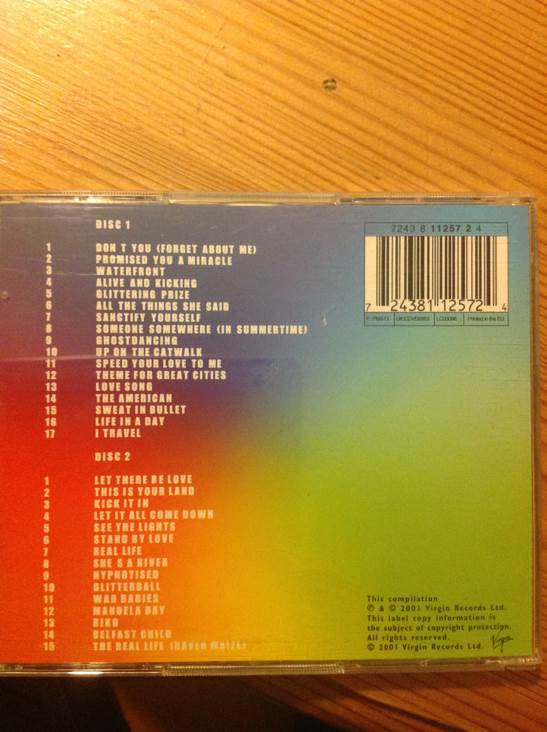 DISC 1
1 DON T YOU (FORGET ABOUT ME)
2 PROMISED YOU A MIRACLE
3 WATERFRONT
4 ALIVE AND KICKING
5 GLITTERING PRIZE
6 ALL THE THINGS SHE SAID
7 SANCTIFY YOURSELF
8 SOMEONE SOMEWHERE (IN SUMMERTIME)
9 GHOSTDANCING
10 UP ON THE CATWALK
11 SPEED YOUR LOVE TO ME
12 THEME FOR GREAT CITIES
13 LOVE SONG
14 THE AMERICAN
15 SWEAT IN BULLET
16 LIFE IN A DAY
17 I TRAVEL
DISC 2
1 LET THERE BE LOVE
2 THIS IS YOUR LAND
3 KICK IT IN
4 LET IT ALL COME DOWN
5 SEE THE LIGHTS
6 STAND BY LOVE
7 REAL LIFE
8 SHE S A RIVER
9 HYPNOTISED
10 GLITTERBALL
11 WAR BABIES
12 MANDELA DAY
13 BIKO
14 BELFAST CHILD
15 THE REAL LIFE
7243 8 11257 2 4
7 24381 12572 4
Printed in the EU
This compilation
℗ & © 2001 Virgin Records Ltd.
This label copy information is
the subject of copyright protection.
All rights reserved.
© 2001 Virgin Records Ltd.
Virgin